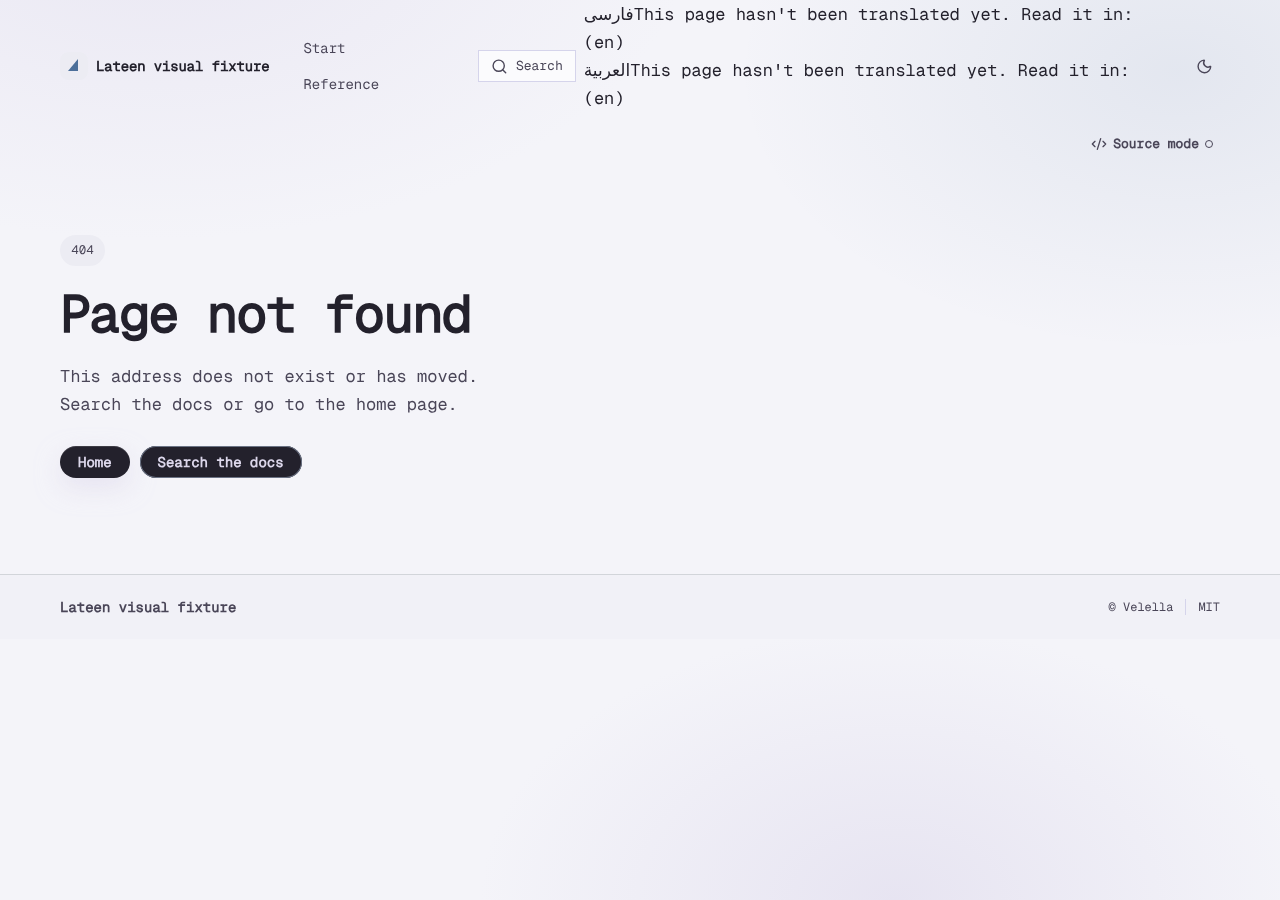 Lateen visual fixture
Start
Reference
Search
فارسیThis page hasn't been translated yet. Read it in:
(en)
العربيةThis page hasn't been translated yet. Read it in:
(en)
Source mode
404
Page not found
This address does not exist or has moved.
Search the docs or go to the home page.
Home
Search the docs
Lateen visual fixture
© Velella
MIT